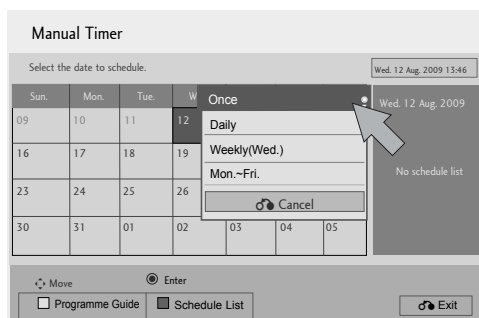 Manual Timer
Select the date to schedule.
Wed. 12 Aug. 2009 13:46
Sun. Mon. Tue. W
Once
Wed. 12 Aug. 2009
09 10 11 12
Daily
16 17 18 19
Weekly(Wed.)
No schedule list
Mon.~Fri.
23 24 25 26
Cancel
30 31 01 02 03 04 05
Move Enter
Programme Guide Schedule List Exit